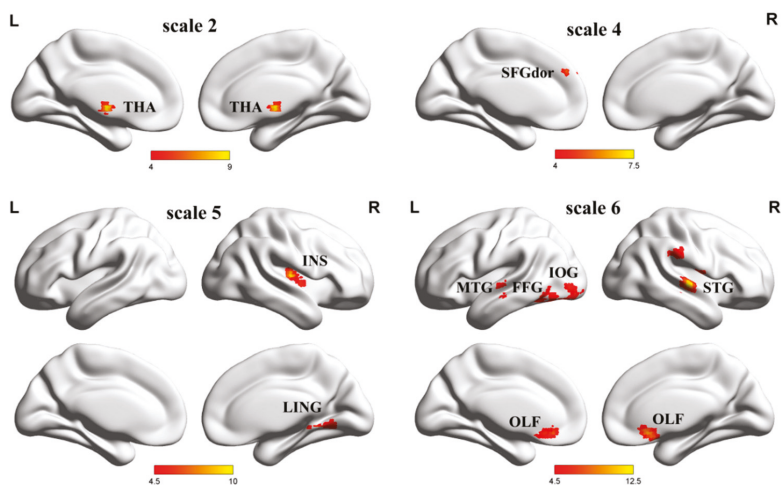 L scale 2
THA THA
4 9
scale 4 R
SFGdor
4 7.5
L scale 5 R
INS
LING
4.5 10
L scale 6 R
MTG FFG IOG STG
OLF OLF
4.5 12.5